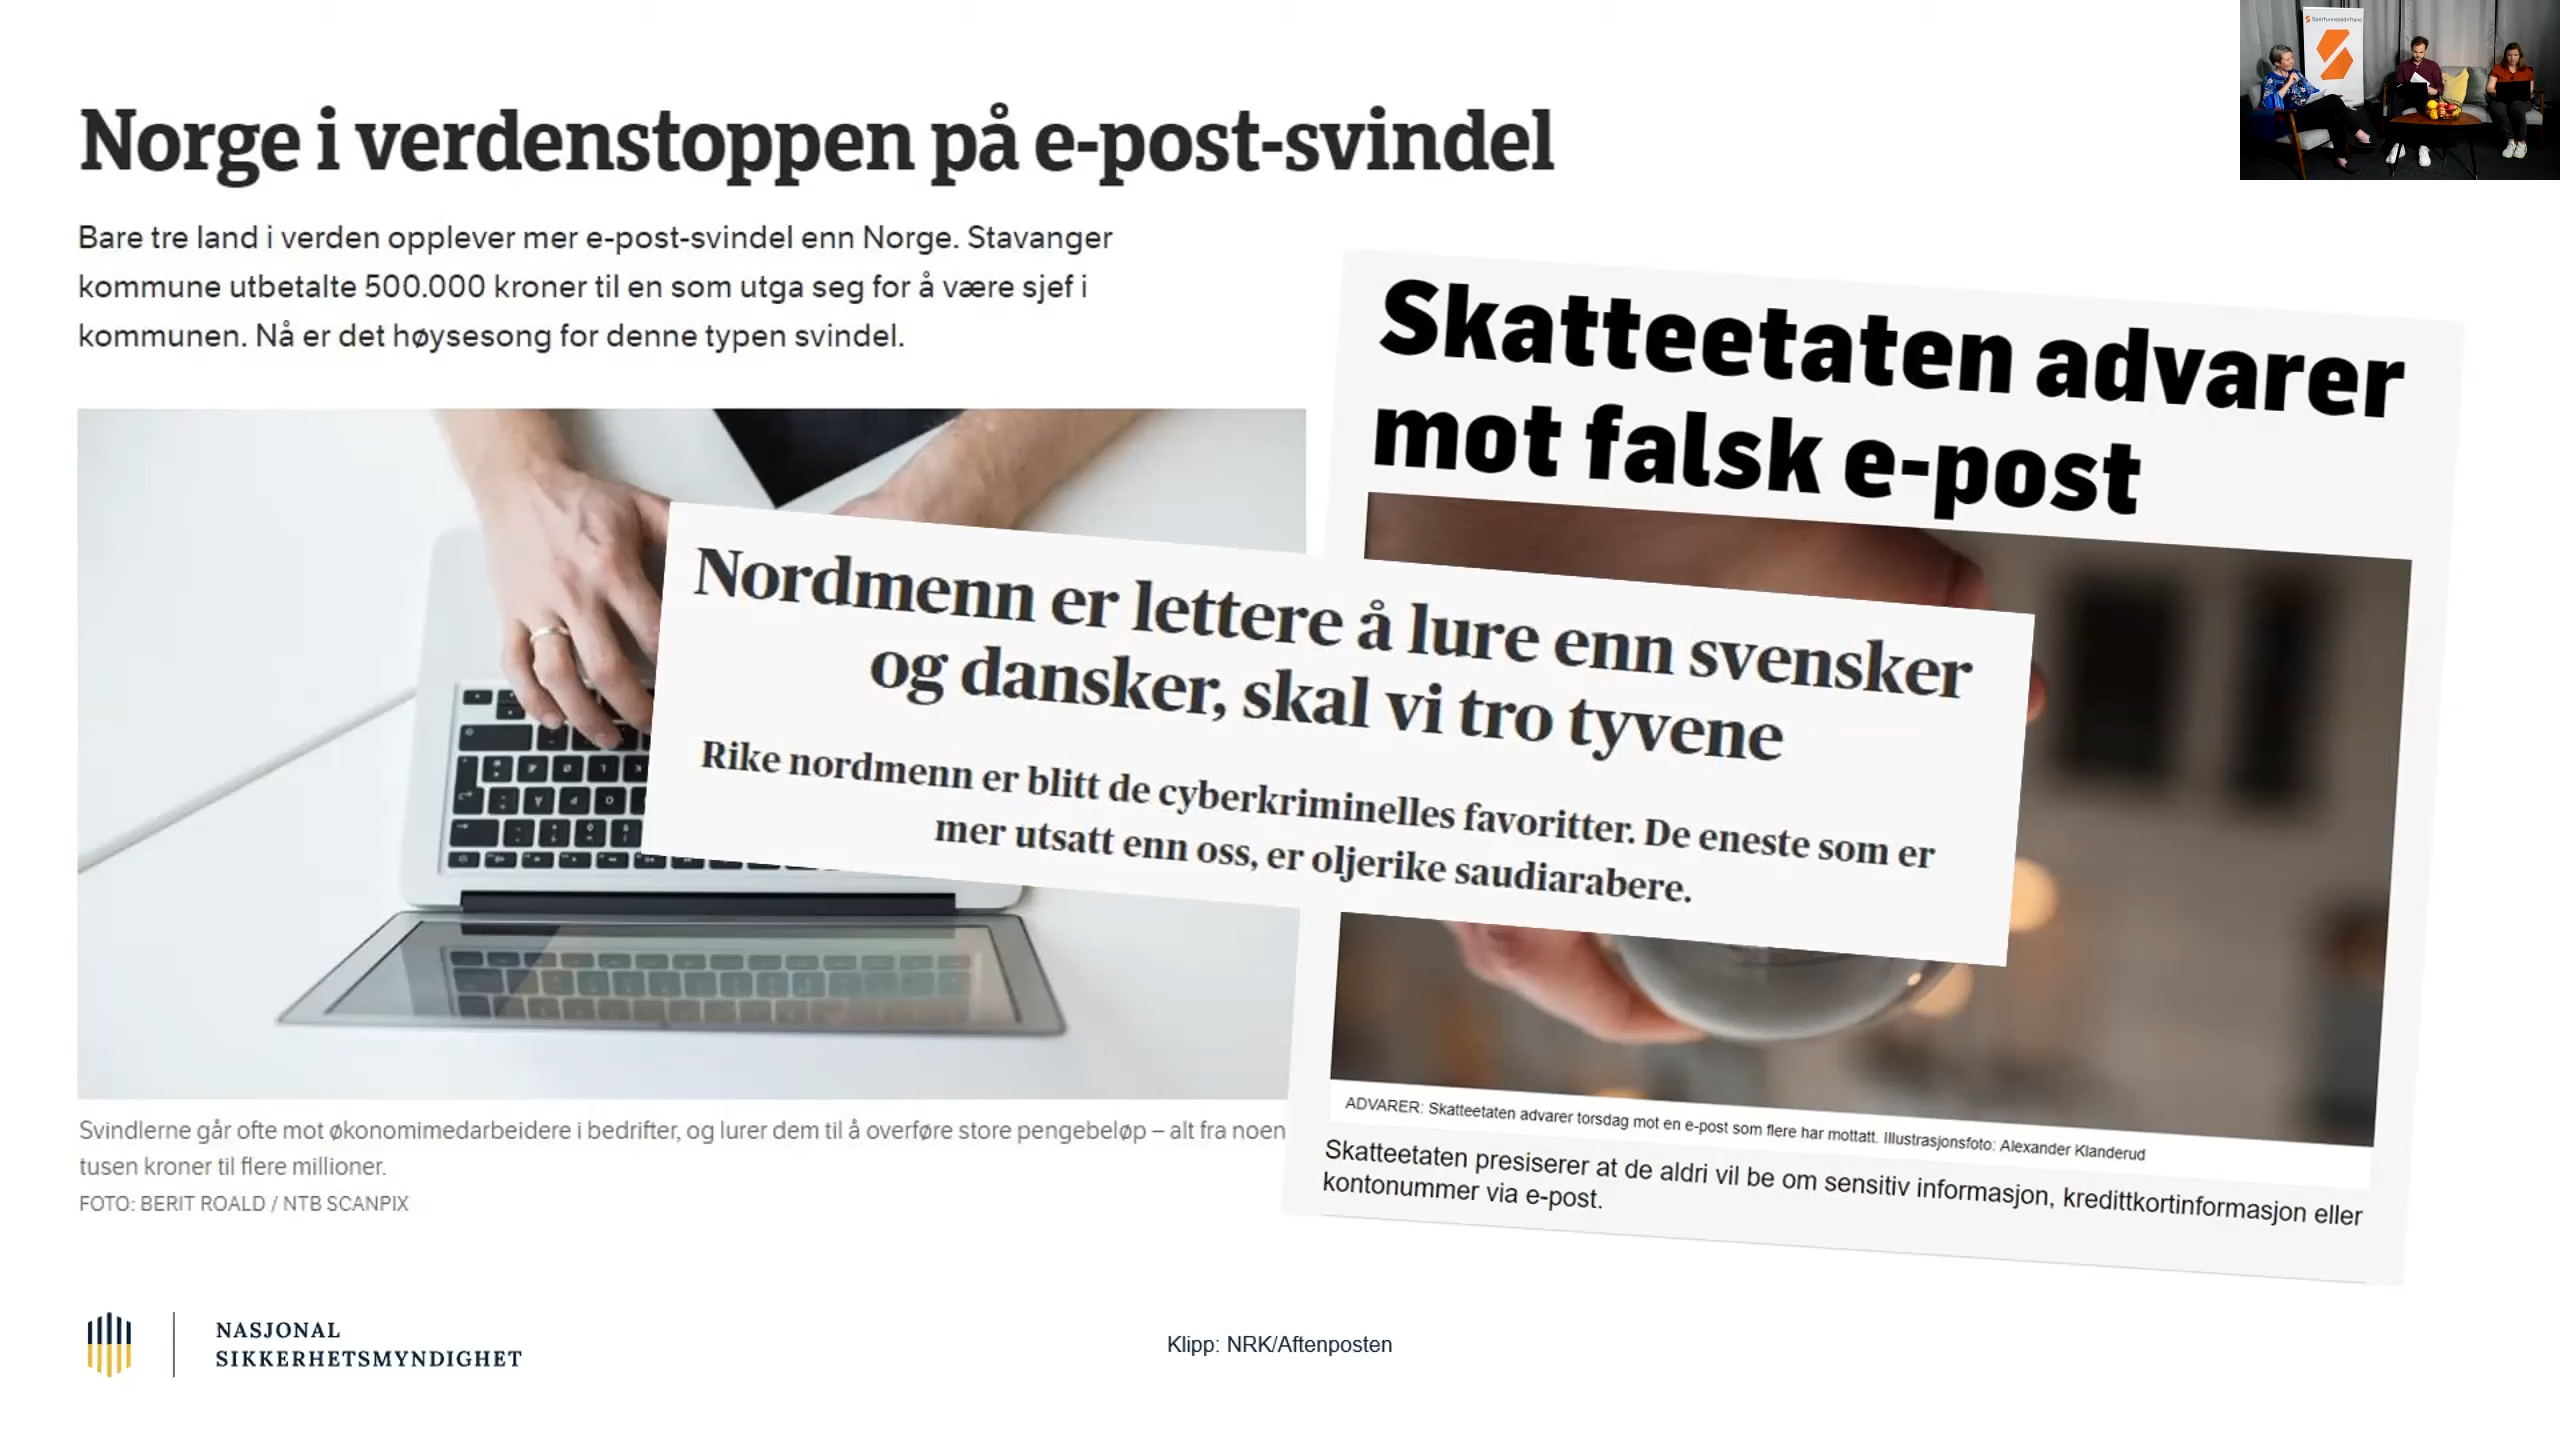 Samfunnsbedriftene
Norge i verdenstoppen på e-post-svindel
Bare tre land i verden opplever mer e-post-svindel enn Norge. Stavanger
kommune utbetalte 500.000 kroner til en som utga seg for å være sjef i
kommunen. Nå er det høysesong for denne typen svindel.
Skatteetaten advarer
mot falsk e-post
Nordmenn er lettere å lure enn svensker
og dansker, skal vi tro tyvene
Rike nordmenn er blitt de cyberkriminelles favoritter. De eneste som er
mer utsatt enn oss, er oljerike saudiarabere.
Svindlerne går ofte mot økonomimedarbeidere i bedrifter, og lurer dem til å overføre store pengebeløp – alt fra noen
tusen kroner til flere millioner.
FOTO: BERIT ROALD / NTB SCANPIX
ADVARER: Skatteetaten advarer torsdag mot en e-post som flere har mottatt. Illustrasjonsfoto: Alexander Klanderud
Skatteetaten presiserer at de aldri vil be om sensitiv informasjon, kredittkortinformasjon eller
kontonummer via e-post.
NASJONAL
SIKKERHETSMYNDIGHET
Klipp: NRK/Aftenposten